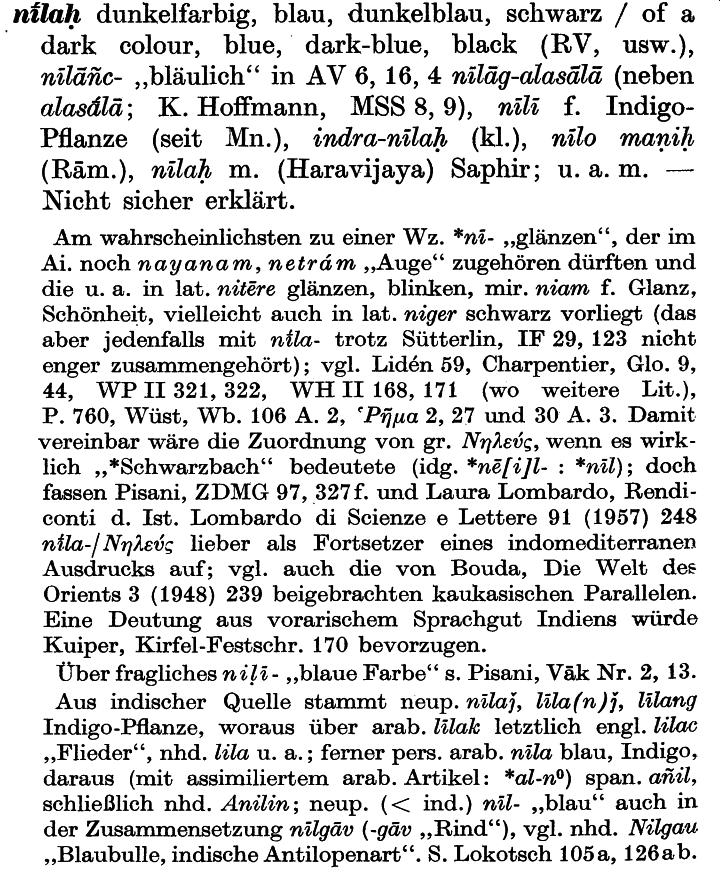 nī́laḥ dunkelfarbig, blau, dunkelblau, schwarz / of a
dark colour, blue, dark-blue, black (RV, usw.),
nīlāñc- „bläulich“ in AV 6, 16, 4 nīlāg-alasālā (neben
alasā́lā; K. Hoffmann, MSS 8, 9), nīlī f. Indigo-
Pflanze (seit Mn.), indra-nīlaḥ (kl.), nīlo maṇiḥ
(Rām.), nīlaḥ m. (Haravijaya) Saphir; u. a. m. —
Nicht sicher erklärt.
Am wahrscheinlichsten zu einer Wz. *nī- „glänzen“, der im
Ai. noch nayanam, netrám „Auge“ zugehören dürften und
die u. a. in lat. nitēre glänzen, blinken, mir. niam f. Glanz,
Schönheit, vielleicht auch in lat. niger schwarz vorliegt (das
aber jedenfalls mit nī́la- trotz Sütterlin, IF 29, 123 nicht
enger zusammengehört); vgl. Lidén 59, Charpentier, Glo. 9,
44, WP II 321, 322, WH II 168, 171 (wo weitere Lit.),
P. 760, Wüst, Wb. 106 A. 2, Ῥῆμα 2, 27 und 30 A. 3. Damit
vereinbar wäre die Zuordnung von gr. Νηλεύς, wenn es wirk-
lich „*Schwarzbach“ bedeutete (idg. *nē[i]l- : *nīl); doch
fassen Pisani, ZDMG 97, 327f. und Laura Lombardo, Rendi-
conti d. Ist. Lombardo di Scienze e Lettere 91 (1957) 248
nī́la-/Νηλεύς lieber als Fortsetzer eines indomediterranen
Ausdrucks auf; vgl. auch die von Bouda, Die Welt des
Orients 3 (1948) 239 beigebrachten kaukasischen Parallelen.
Eine Deutung aus vorarischem Sprachgut Indiens würde
Kuiper, Kirfel-Festschr. 170 bevorzugen.
Über fragliches niḷī- „blaue Farbe“ s. Pisani, Vāk Nr. 2, 13.
Aus indischer Quelle stammt neup. nīlaǰ, līla(n)ǰ, līlang
Indigo-Pflanze, woraus über arab. līlak letztlich engl. lilac
„Flieder“, nhd. lila u. a.; ferner pers. arab. nīla blau, Indigo,
daraus (mit assimiliertem arab. Artikel: *al-n⁰) span. añil,
schließlich nhd. Anilin; neup. (< ind.) nīl- „blau“ auch in
der Zusammensetzung nīlgāv (-gāv „Rind“), vgl. nhd. Nilgau
„Blaubulle, indische Antilopenart“. S. Lokotsch 105a, 126ab.